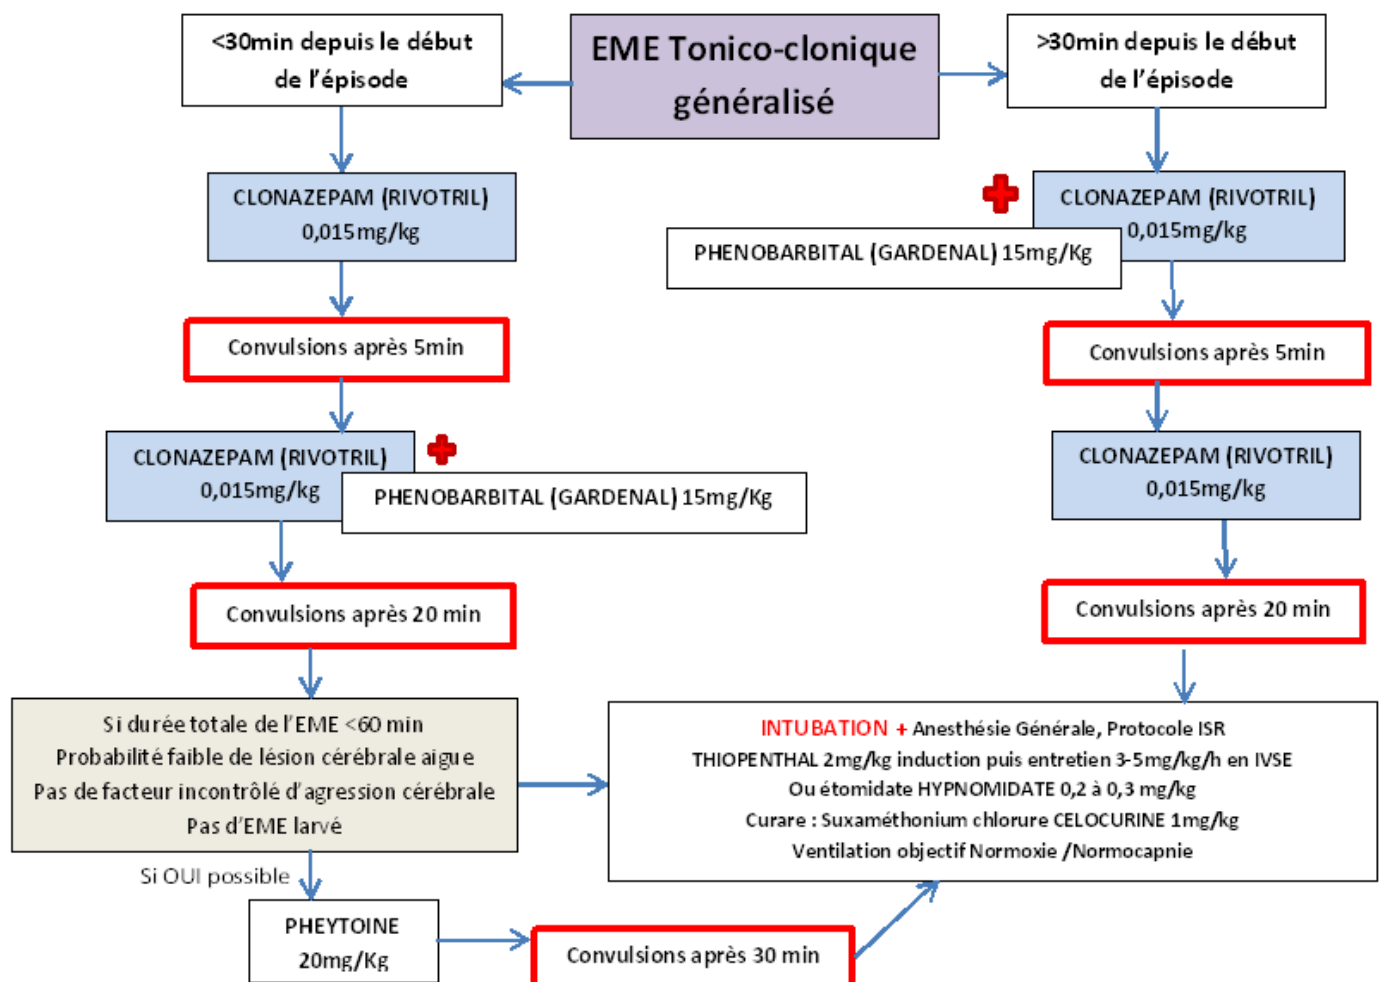 EME Tonico-clonique
généralisé
<30min depuis le début
de l'épisode
CLONAZEPAM (RIVOTRIL)
0,015mg/kg
Convulsions après 5min
CLONAZEPAM (RIVOTRIL)
0,015mg/kg
PHENOBARBITAL (GARDENAL) 15mg/Kg
Convulsions après 20 min
Si durée totale de l'EME <60 min
Probabilité faible de lésion cérébrale aigue
Pas de facteur incontrôlé d'agression cérébrale
Pas d'EME larvé
Si OUI possible
PHEYTOINE
20mg/Kg
Convulsions après 30 min
>30min depuis le début
de l'épisode
CLONAZEPAM (RIVOTRIL)
0,015mg/kg
PHENOBARBITAL (GARDENAL) 15mg/Kg
Convulsions après 5min
CLONAZEPAM (RIVOTRIL)
0,015mg/kg
Convulsions après 20 min
INTUBATION + Anesthésie Générale, Protocole ISR
THIOPENTHAL 2mg/kg induction puis entretien 3-5mg/kg/h en IVSE
Ou étomidate HYPNOMIDATE 0,2 à 0,3 mg/kg
Curare : Suxaméthonium chlorure CELOCURINE 1mg/kg
Ventilation objectif Normoxie /Normocapnie